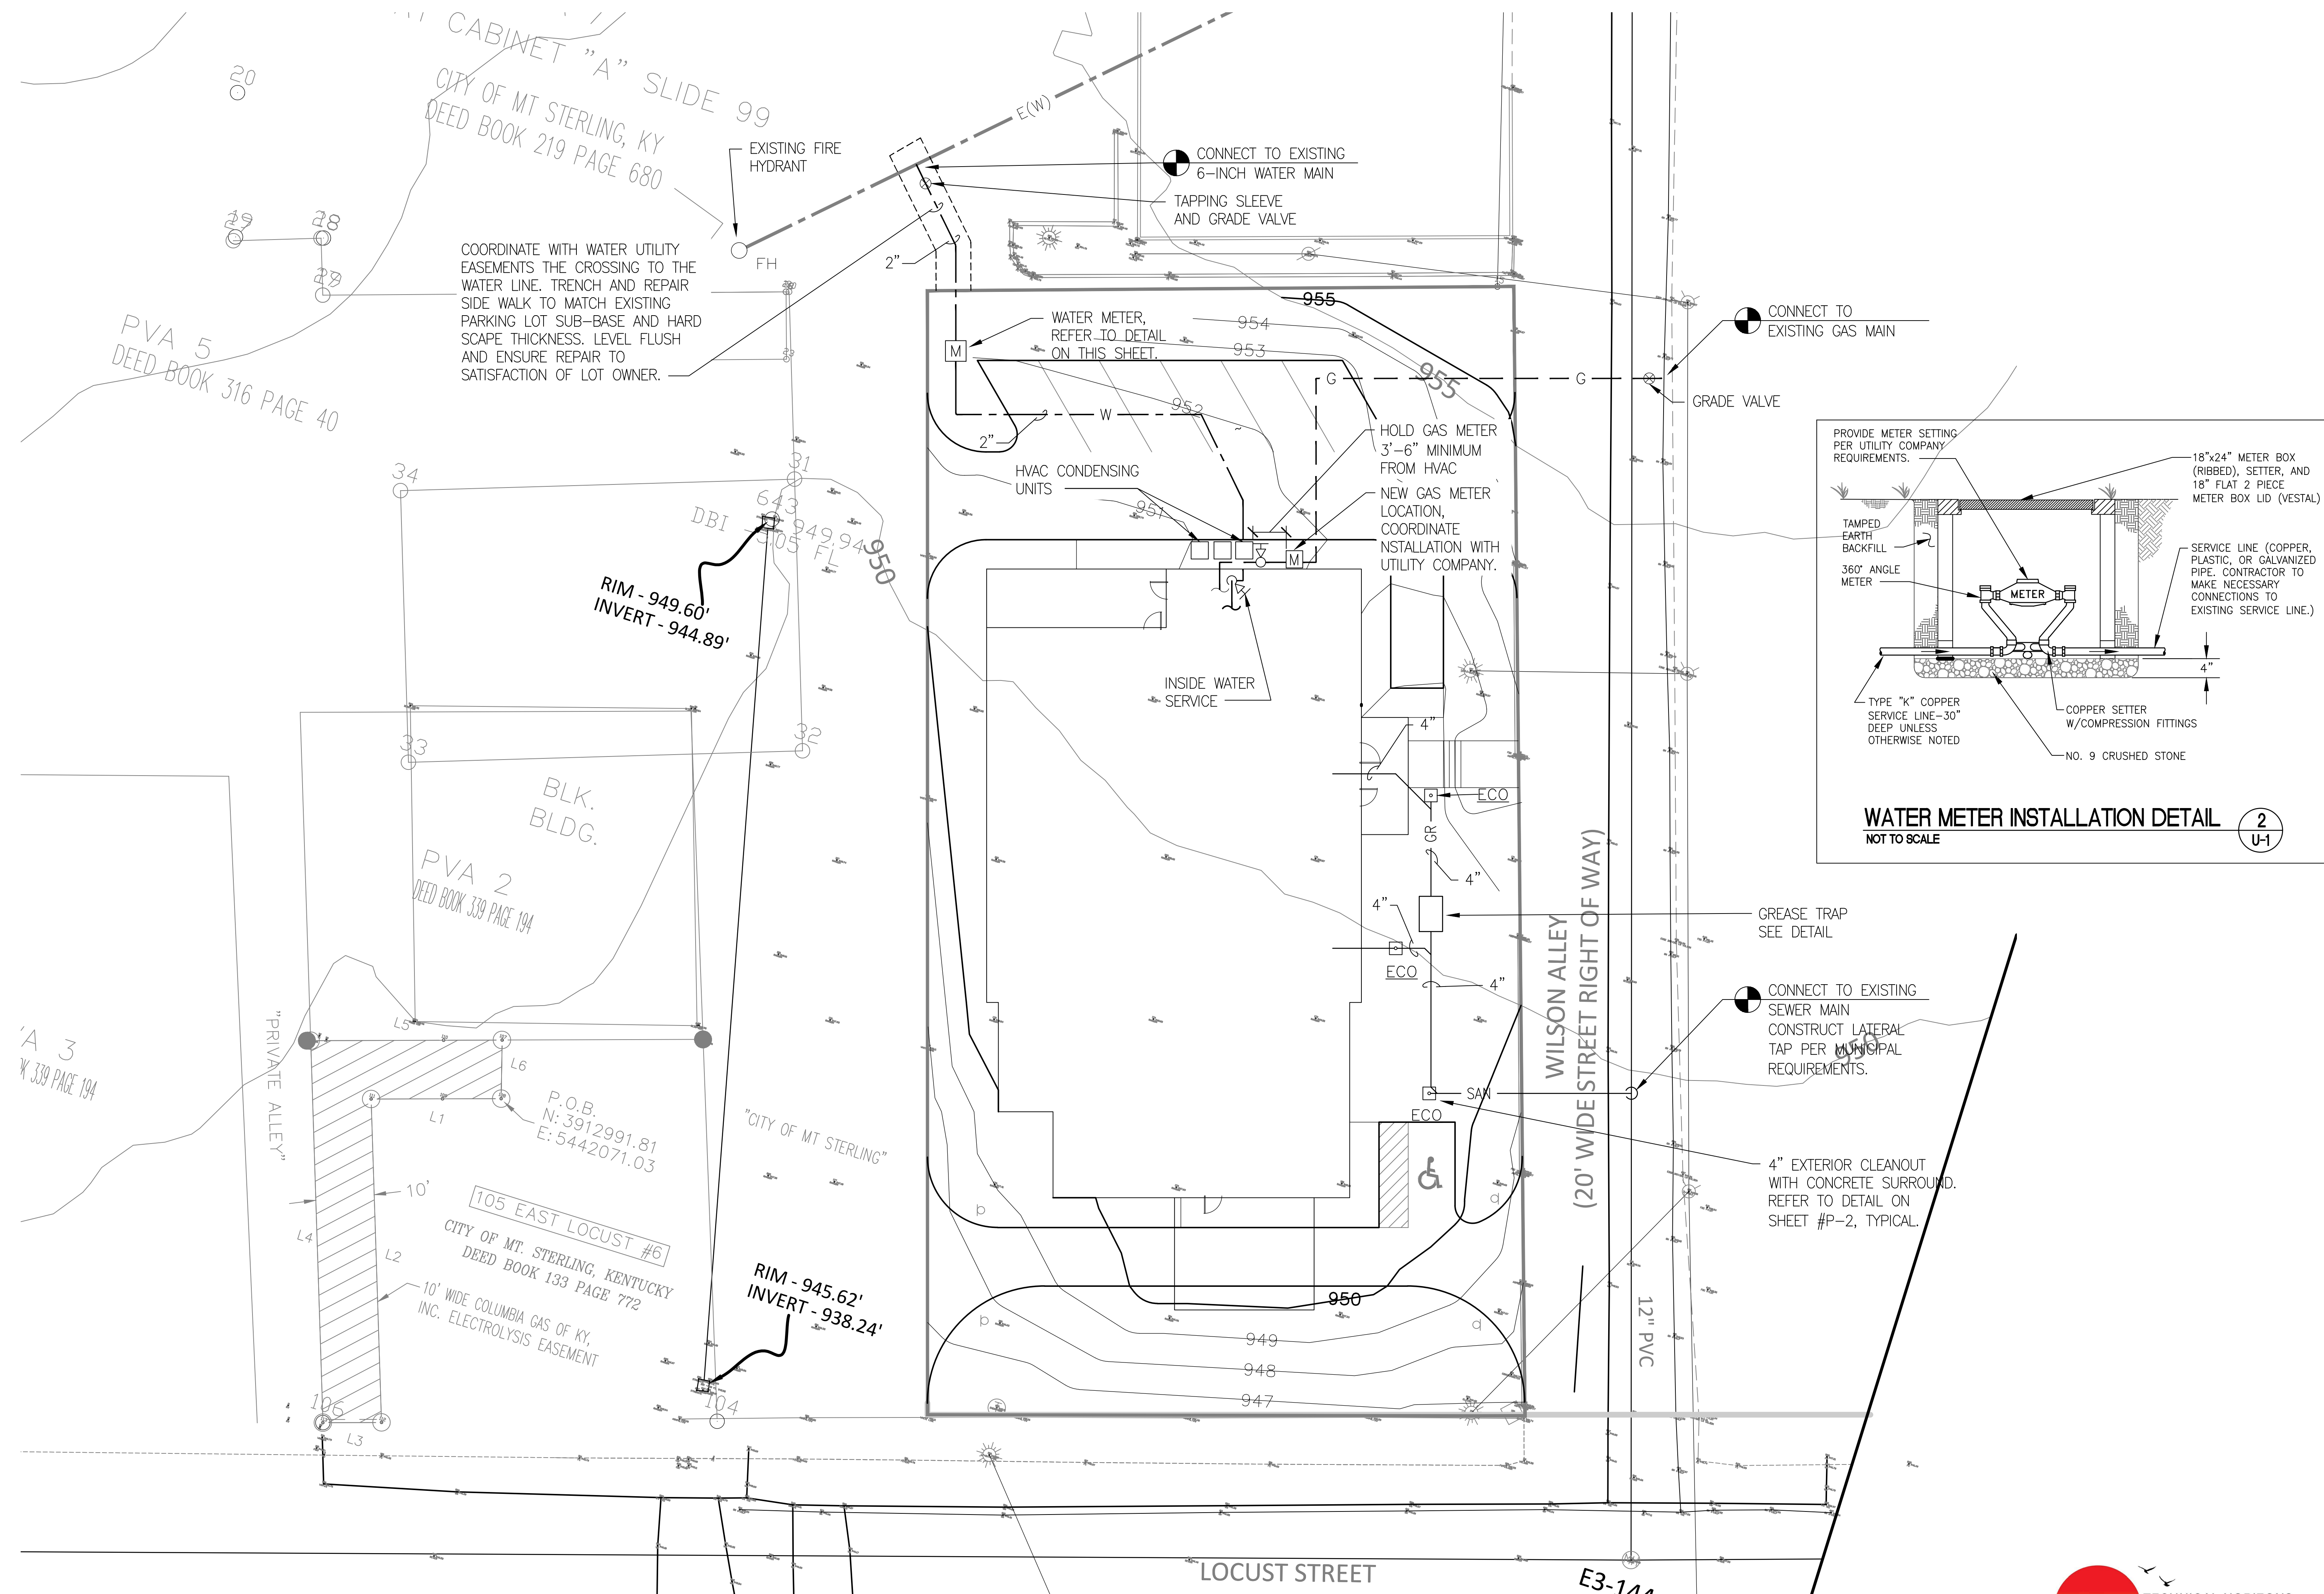 CABINET "A" SLIDE 99
CITY OF MT STERLING, KY
DEED BOOK 219 PAGE 680
20
19
28
29
PVA 5
DEED BOOK 316 PAGE 40
EXISTING FIRE
HYDRANT
FH
E(W)
CONNECT TO EXISTING
6-INCH WATER MAIN
TAPPING SLEEVE
AND GRADE VALVE
COORDINATE WITH WATER UTILITY
EASEMENTS THE CROSSING TO THE
WATER LINE. TRENCH AND REPAIR
SIDE WALK TO MATCH EXISTING
PARKING LOT SUB-BASE AND HARD
SCAPE THICKNESS. LEVEL FLUSH
AND ENSURE REPAIR TO
SATISFACTION OF LOT OWNER.
2"
WATER METER,
REFER TO DETAIL
ON THIS SHEET.
M
955
954
953
952
951
955
W
2"
G
G
CONNECT TO
EXISTING GAS MAIN
GRADE VALVE
HOLD GAS METER
3'-6" MINIMUM
FROM HVAC
NEW GAS METER
LOCATION,
COORDINATE
NSTALLATION WITH
UTILITY COMPANY.
HVAC CONDENSING
UNITS
M
INSIDE WATER
SERVICE
34
31
643
949.94
DBI
5.05 FL
950
RIM - 949.60'
INVERT - 944.89'
33
32
BLK.
BLDG.
PVA 2
DEED BOOK 339 PAGE 194
A 3
K 339 PAGE 194
"PRIVATE ALLEY"
L5
L6
L1
P.O.B.
N: 3912991.81
E: 5442071.03
10'
L4
L2
105 EAST LOCUST #6
CITY OF MT. STERLING, KENTUCKY
DEED BOOK 133 PAGE 772
10' WIDE COLUMBIA GAS OF KY,
INC. ELECTROLYSIS EASEMENT
"CITY OF MT STERLING"
RIM - 945.62'
INVERT - 938.24'
106
L3
104
4"
ECO
GR
4"
4"
ECO
4"
GREASE TRAP
SEE DETAIL
CONNECT TO EXISTING
SEWER MAIN
CONSTRUCT LATERAL
TAP PER MUNICIPAL
REQUIREMENTS.
950
SAN
ECO
4" EXTERIOR CLEANOUT
WITH CONCRETE SURROUND.
REFER TO DETAIL ON
SHEET #P-2, TYPICAL.
WILSON ALLEY
(20' WIDE STREET RIGHT OF WAY)
12" PVC
950
949
948
947
LOCUST STREET
E3-144
PROVIDE METER SETTING
PER UTILITY COMPANY
REQUIREMENTS.
18"x24" METER BOX
(RIBBED), SETTER, AND
18" FLAT 2 PIECE
METER BOX LID (VESTAL)
TAMPED
EARTH
BACKFILL
360° ANGLE
METER
METER
SERVICE LINE (COPPER,
PLASTIC, OR GALVANIZED
PIPE. CONTRACTOR TO
MAKE NECESSARY
CONNECTIONS TO
EXISTING SERVICE LINE.)
4"
TYPE "K" COPPER
SERVICE LINE-30"
DEEP UNLESS
OTHERWISE NOTED
COPPER SETTER
W/COMPRESSION FITTINGS
NO. 9 CRUSHED STONE
WATER METER INSTALLATION DETAIL
NOT TO SCALE
2
U-1